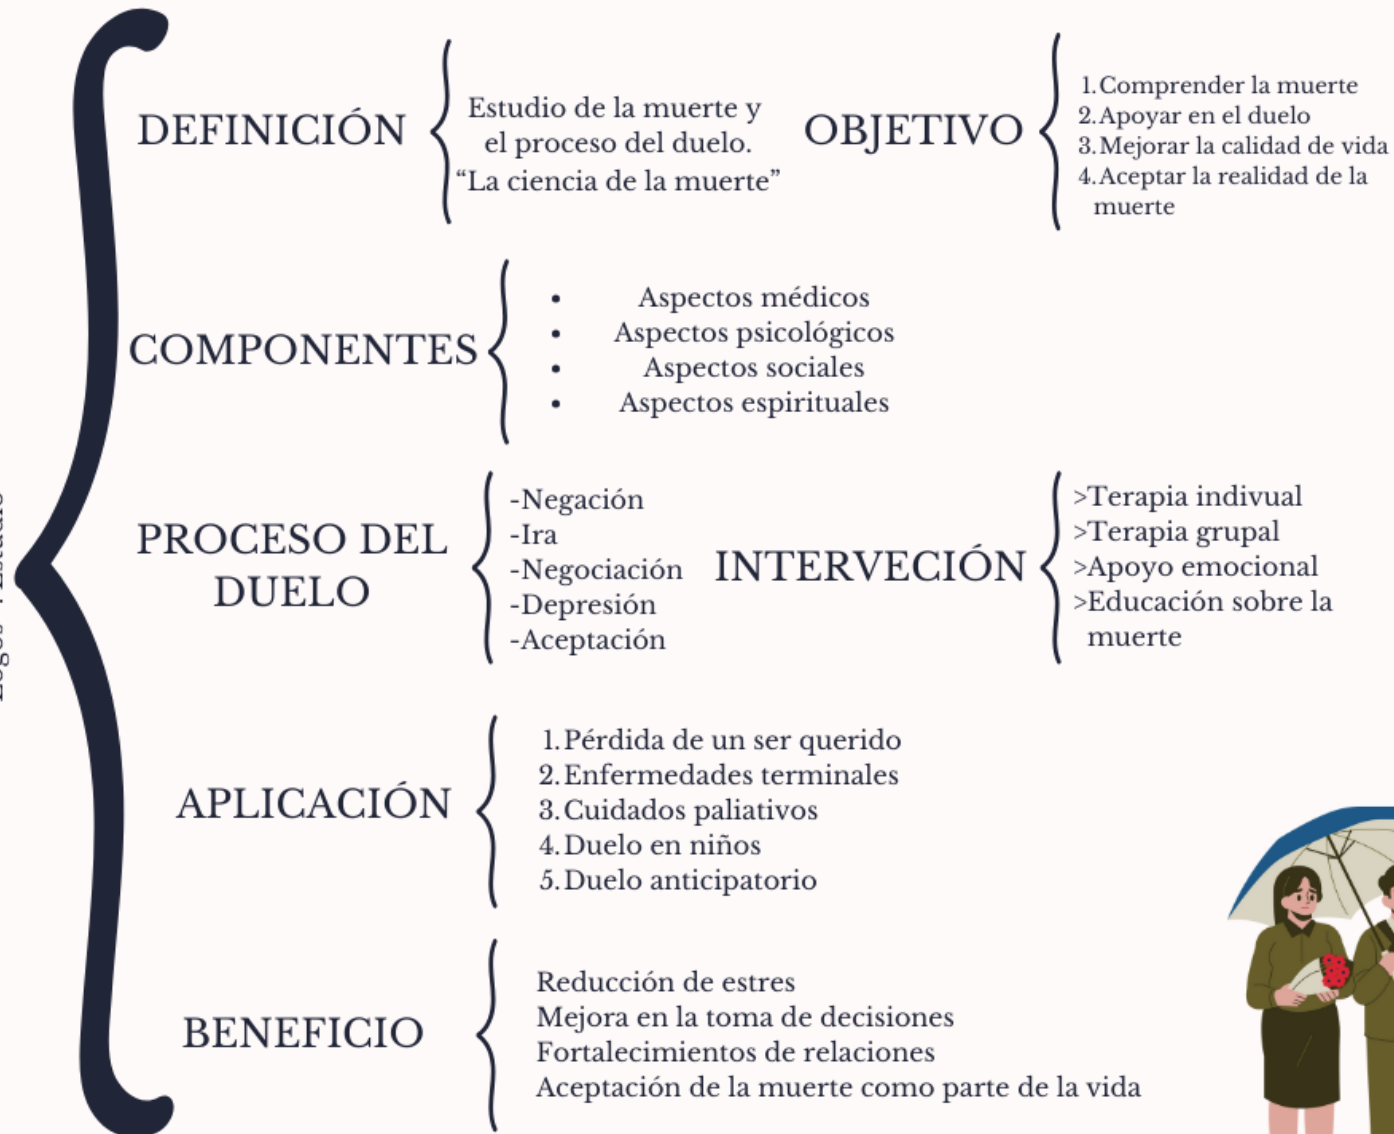 DEFINICIÓN
Estudio de la muerte y
el proceso del duelo.
“La ciencia de la muerte”
OBJETIVO
1.Comprender la muerte
2.Apoyar en el duelo
3.Mejorar la calidad de vida
4.Aceptar la realidad de la
muerte
COMPONENTES
• Aspectos médicos
• Aspectos psicológicos
• Aspectos sociales
• Aspectos espirituales
PROCESO DEL
DUELO
-Negación
-Ira
-Negociación
-Depresión
-Aceptación
INTERVECIÓN
>Terapia indivual
>Terapia grupal
>Apoyo emocional
>Educación sobre la
muerte
APLICACIÓN
1.Pérdida de un ser querido
2.Enfermedades terminales
3.Cuidados paliativos
4.Duelo en niños
5.Duelo anticipatorio
BENEFICIO
Reducción de estres
Mejora en la toma de decisiones
Fortalecimientos de relaciones
Aceptación de la muerte como parte de la vida